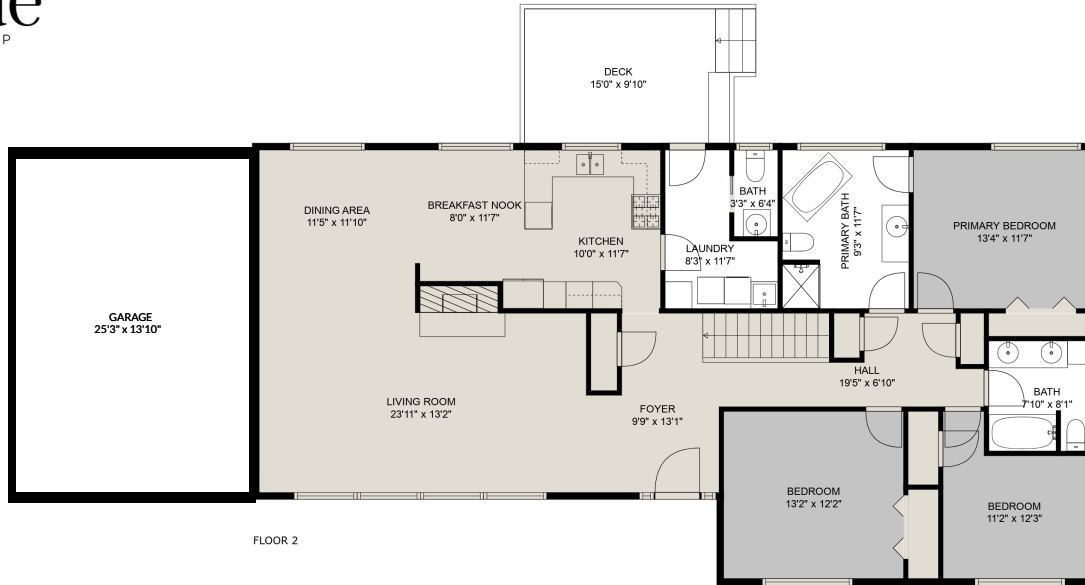 P
DECK
15'0" x 9'10"
DINING AREA
11'5" x 11'10"
BREAKFAST NOOK
8'0" x 11'7"
KITCHEN
10'0" x 11'7"
LAUNDRY
8'3" x 11'7"
BATH
3'3" x 6'4"
PRIMARY BATH
9'3" x 11'7"
PRIMARY BEDROOM
13'4" x 11'7"
GARAGE
25'3" x 13'10"
LIVING ROOM
23'11" x 13'2"
FOYER
9'9" x 13'1"
HALL
19'5" x 6'10"
BATH
7'10" x 8'1"
BEDROOM
13'2" x 12'2"
BEDROOM
11'2" x 12'3"
FLOOR 2